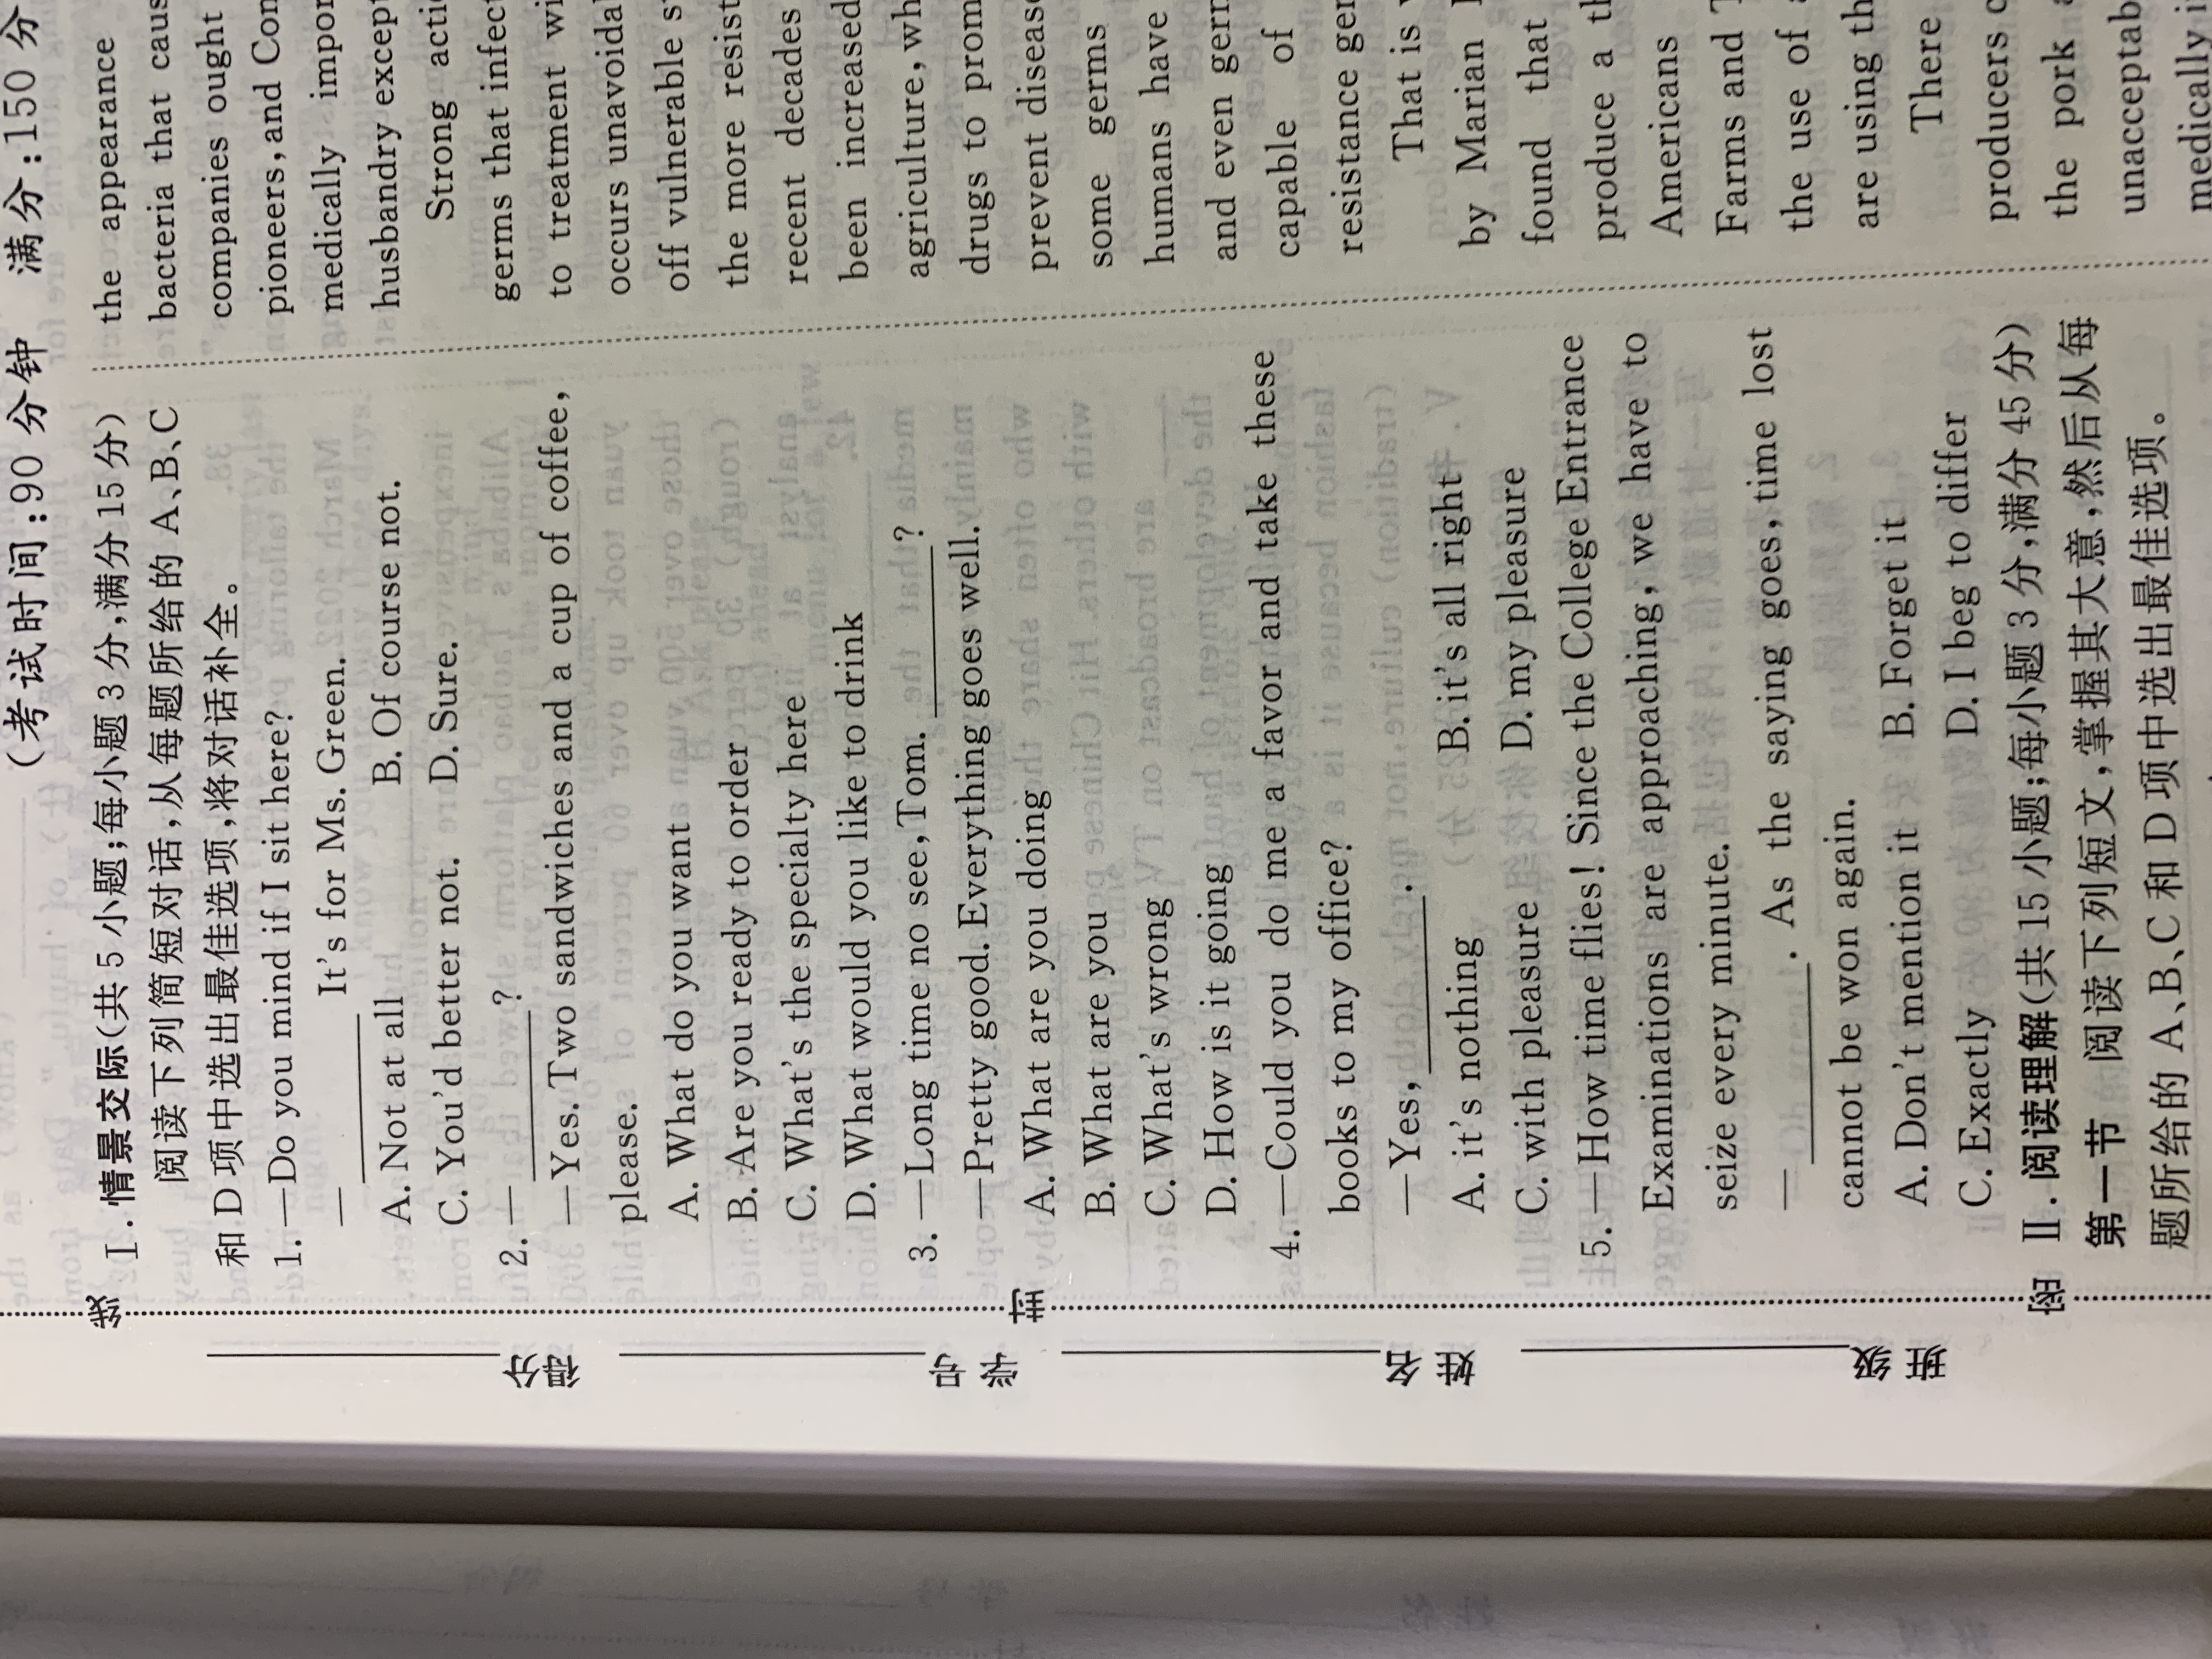 (考试时间:90 分钟 满分:150 分
Ⅰ.情景交际(共 5 小题;每小题 3 分,满分 15 分)
阅读下列简短对话,从每题所给的 A、B、C
和 D 项中选出最佳选项,将对话补全。
1. —Do you mind if I sit here?
—________ It's for Ms. Green.
A. Not at all B. Of course not.
C. You'd better not. D. Sure.
2. —________?
—Yes. Two sandwiches and a cup of coffee,
please.
A. What do you want
B. Are you ready to order
C. What's the specialty here
D. What would you like to drink
3. —Long time no see, Tom. ________?
—Pretty good. Everything goes well.
A. What are you doing
B. What are you
C. What's wrong
D. How is it going
4. —Could you do me a favor and take these
books to my office?
—Yes, ________.
A. it's nothing B. it's all right
C. with pleasure D. my pleasure
5. —How time flies! Since the College Entrance
Examinations are approaching, we have to
seize every minute.
—________. As the saying goes, time lost
cannot be won again.
A. Don't mention it B. Forget it
C. Exactly D. I beg to differ
Ⅱ.阅读理解(共 15 小题;每小题 3 分,满分 45 分)
第一节 阅读下列短文,掌握其大意,然后从每
题所给的 A、B、C 和 D 项中选出最佳选项。
the appearance
bacteria that
companies ought
pioneers, and
medically
husbandry
Strong
germs that
to treatment
occurs
off vulnerable
the more
recent decades
been increased
agriculture,
drugs to
prevent
some germs
humans have
and even
capable of
resistance
That is
by Marian
found that
produce a
Americans
Farms and
the use of
are using
There
producers
the pork
medically
班级________ 姓名________ 学号________ 得分________
密 封 线